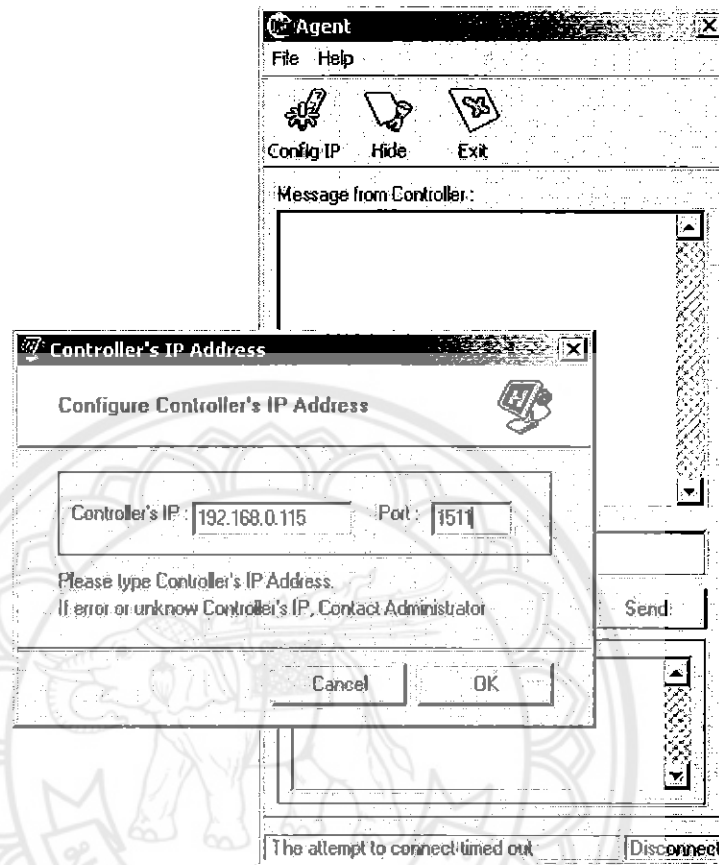 Agent
File Help
Config IP Hide Exit
Message from Controller :
Controller's IP Address
Configure Controller's IP Address
Controller's IP : 192.168.0.115 Port : 1511
Please type Controller's IP Address.
If error or unknow Controller's IP, Contact Administrator
Send
Cancel OK
The attempt to connect timed out Disconnect